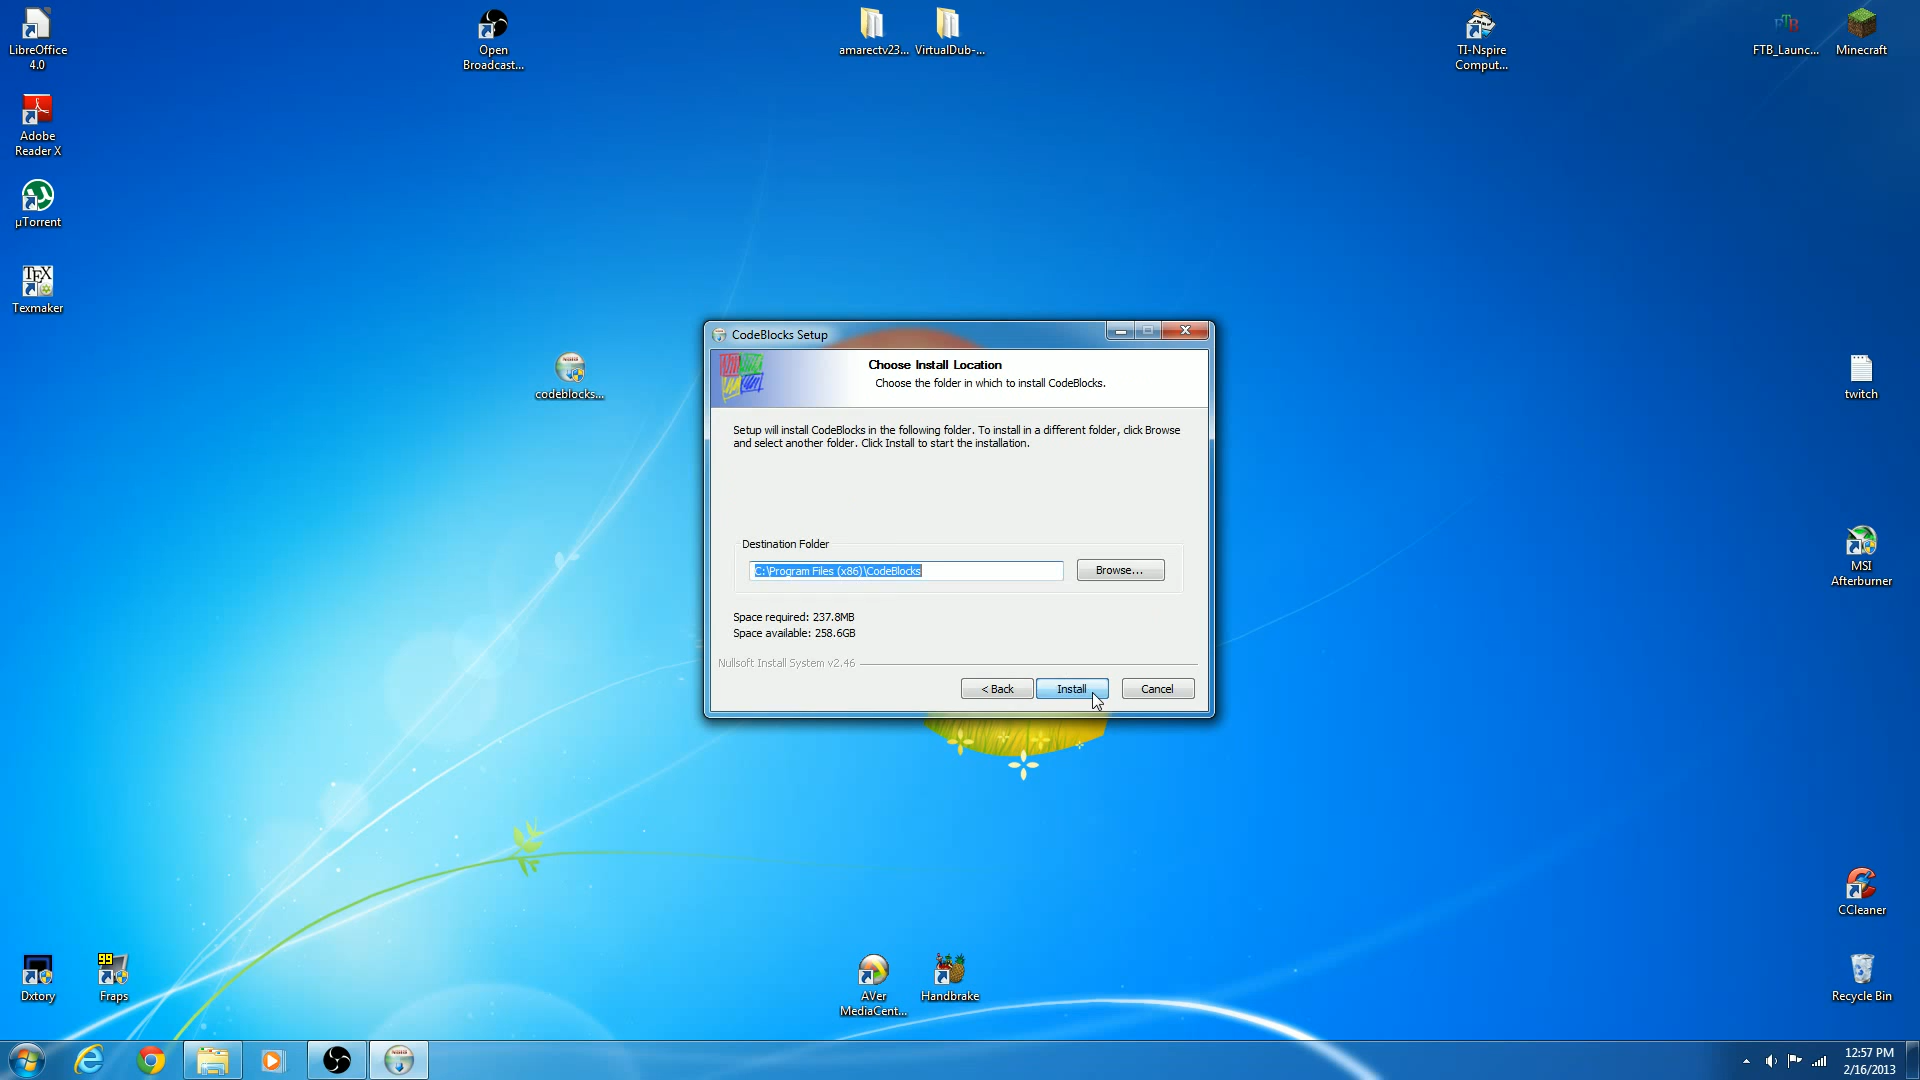 LibreOffice
4.0
Open
Broadcast...
amarectv23...
VirtualDub-...
TI-Nspire
Comput...
FTB_Launc...
Minecraft
Adobe
Reader X
µTorrent
TEX
Texmaker
codeblocks...
twitch
MSI
Afterburner
CCleaner
Recycle Bin
Dxtory
99
Fraps
AVer
MediaCent...
Handbrake
CodeBlocks Setup
Choose Install Location
Choose the folder in which to install CodeBlocks.
Setup will install CodeBlocks in the following folder. To install in a different folder, click Browse
and select another folder. Click Install to start the installation.
Destination Folder
C:\Program Files (x86)\CodeBlocks
Browse...
Space required: 237.8MB
Space available: 258.6GB
Nullsoft Install System v2.46
< Back
Install
Cancel
12:57 PM
2/16/2013